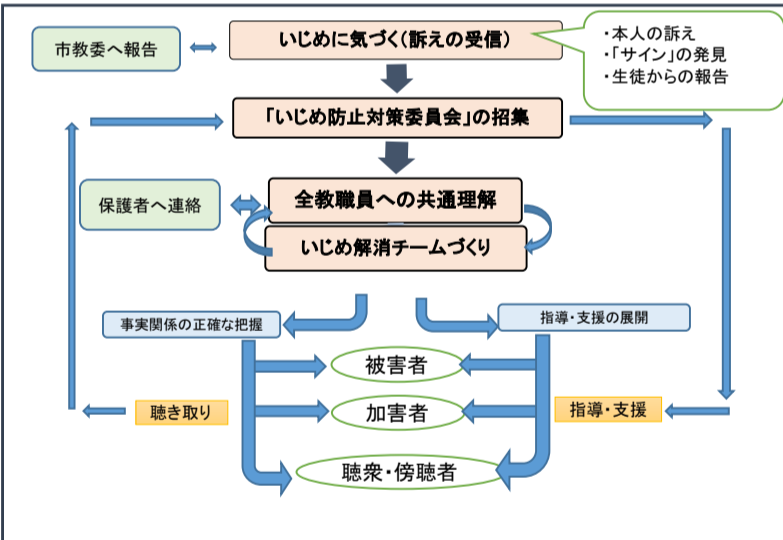 市教委へ報告
いじめに気づく(訴えの受信)
・本人の訴え
・「サイン」の発見
・生徒からの報告
「いじめ防止対策委員会」の招集
保護者へ連絡
全教職員への共通理解
いじめ解消チームづくり
事実関係の正確な把握
指導・支援の展開
被害者
聴き取り
加害者
指導・支援
聴衆・傍聴者